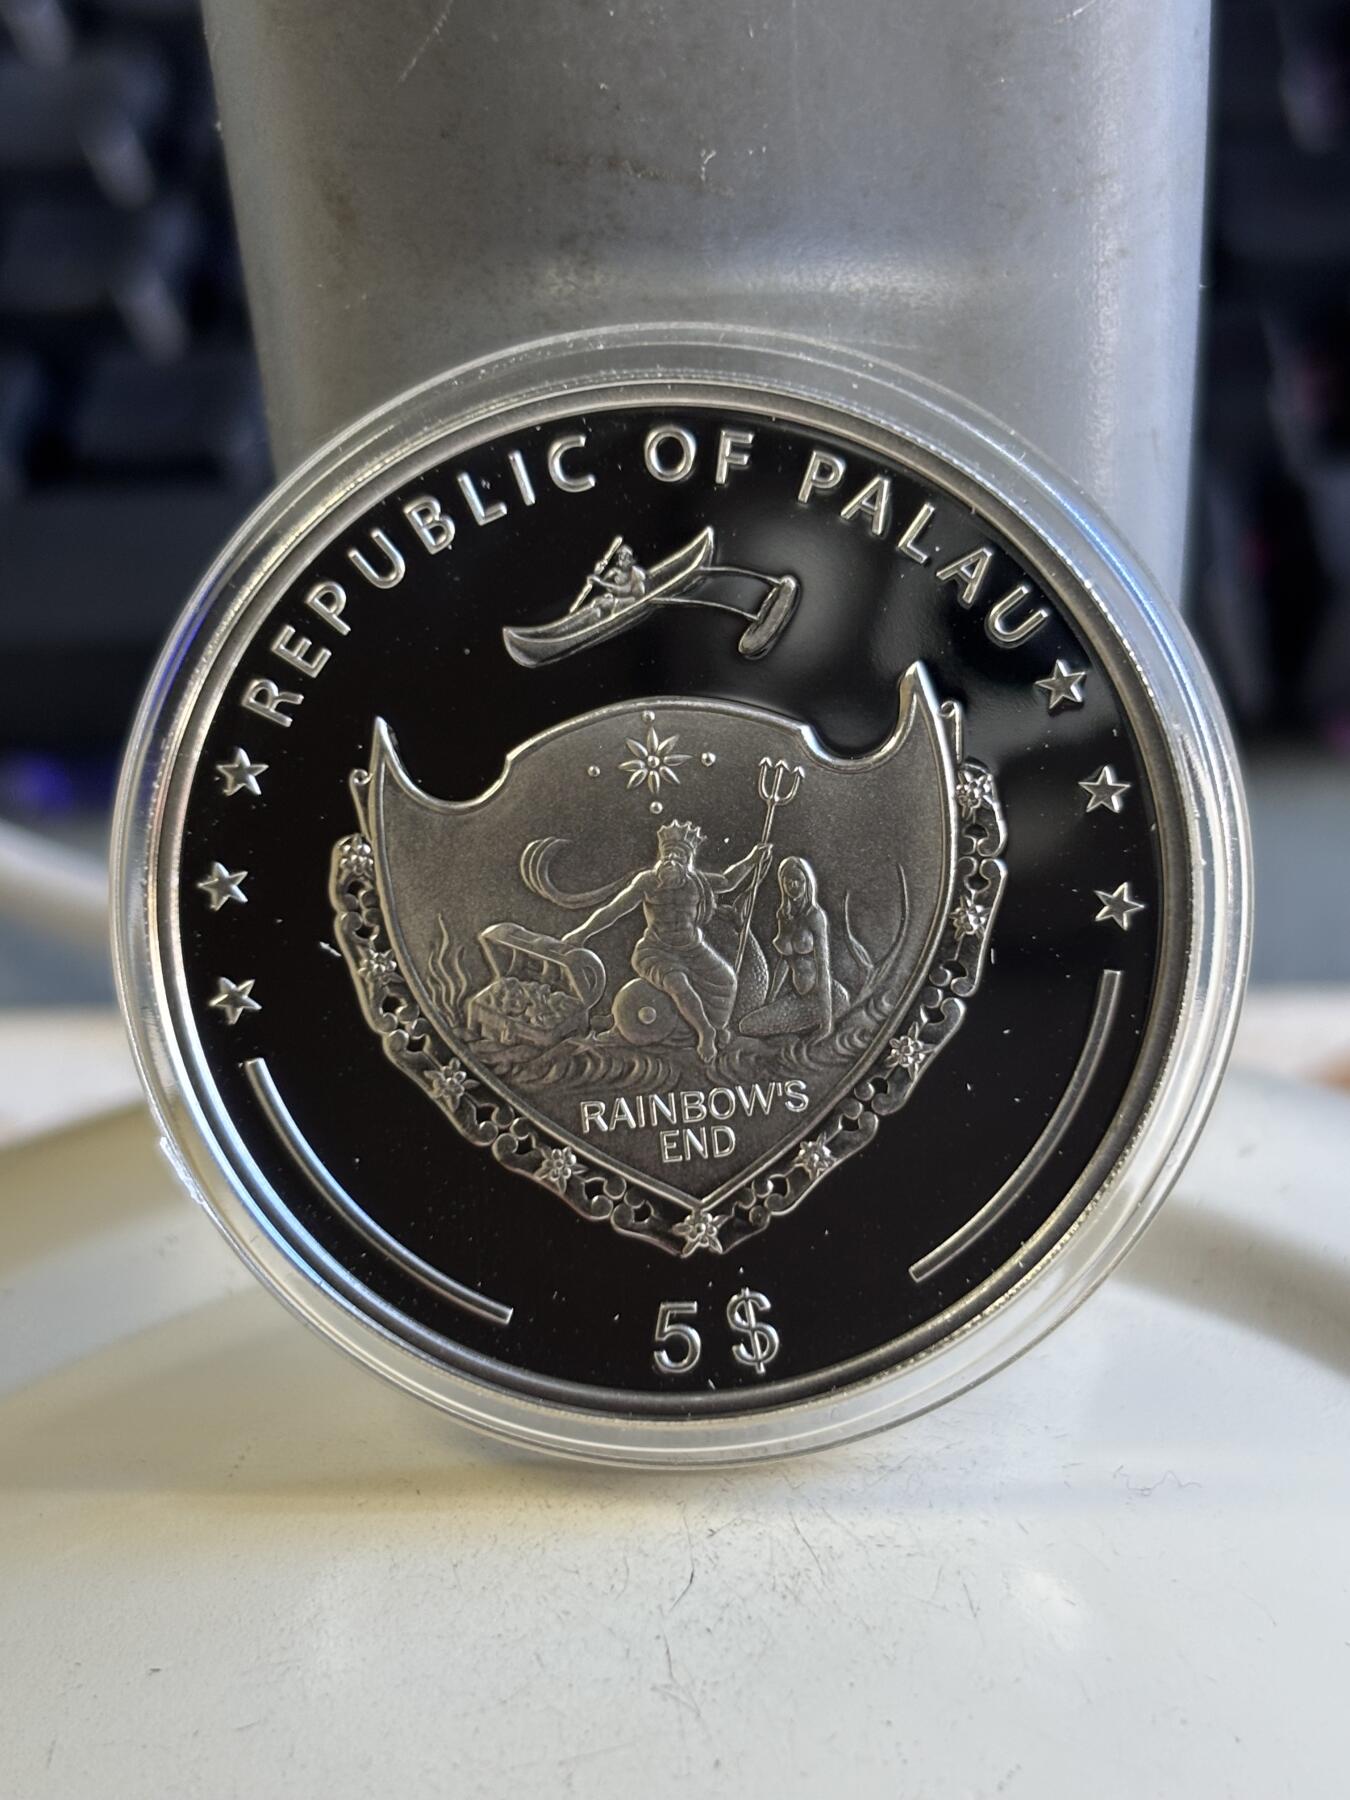 REPUBLIC OF PALAU
RAINBOW'S
END
5 $